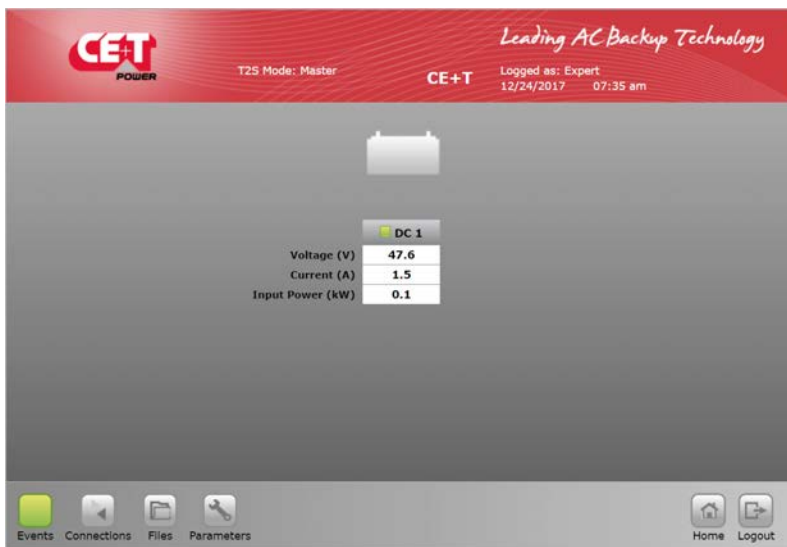 Leading AC Backup Technology
CE+T
POWER
T2S Mode: Master
CE+T
Logged as: Expert
12/24/2017 07:35 am
DC 1
Voltage (V) 47.6
Current (A) 1.5
Input Power (kW) 0.1
Events Connections Files Parameters Home Logout